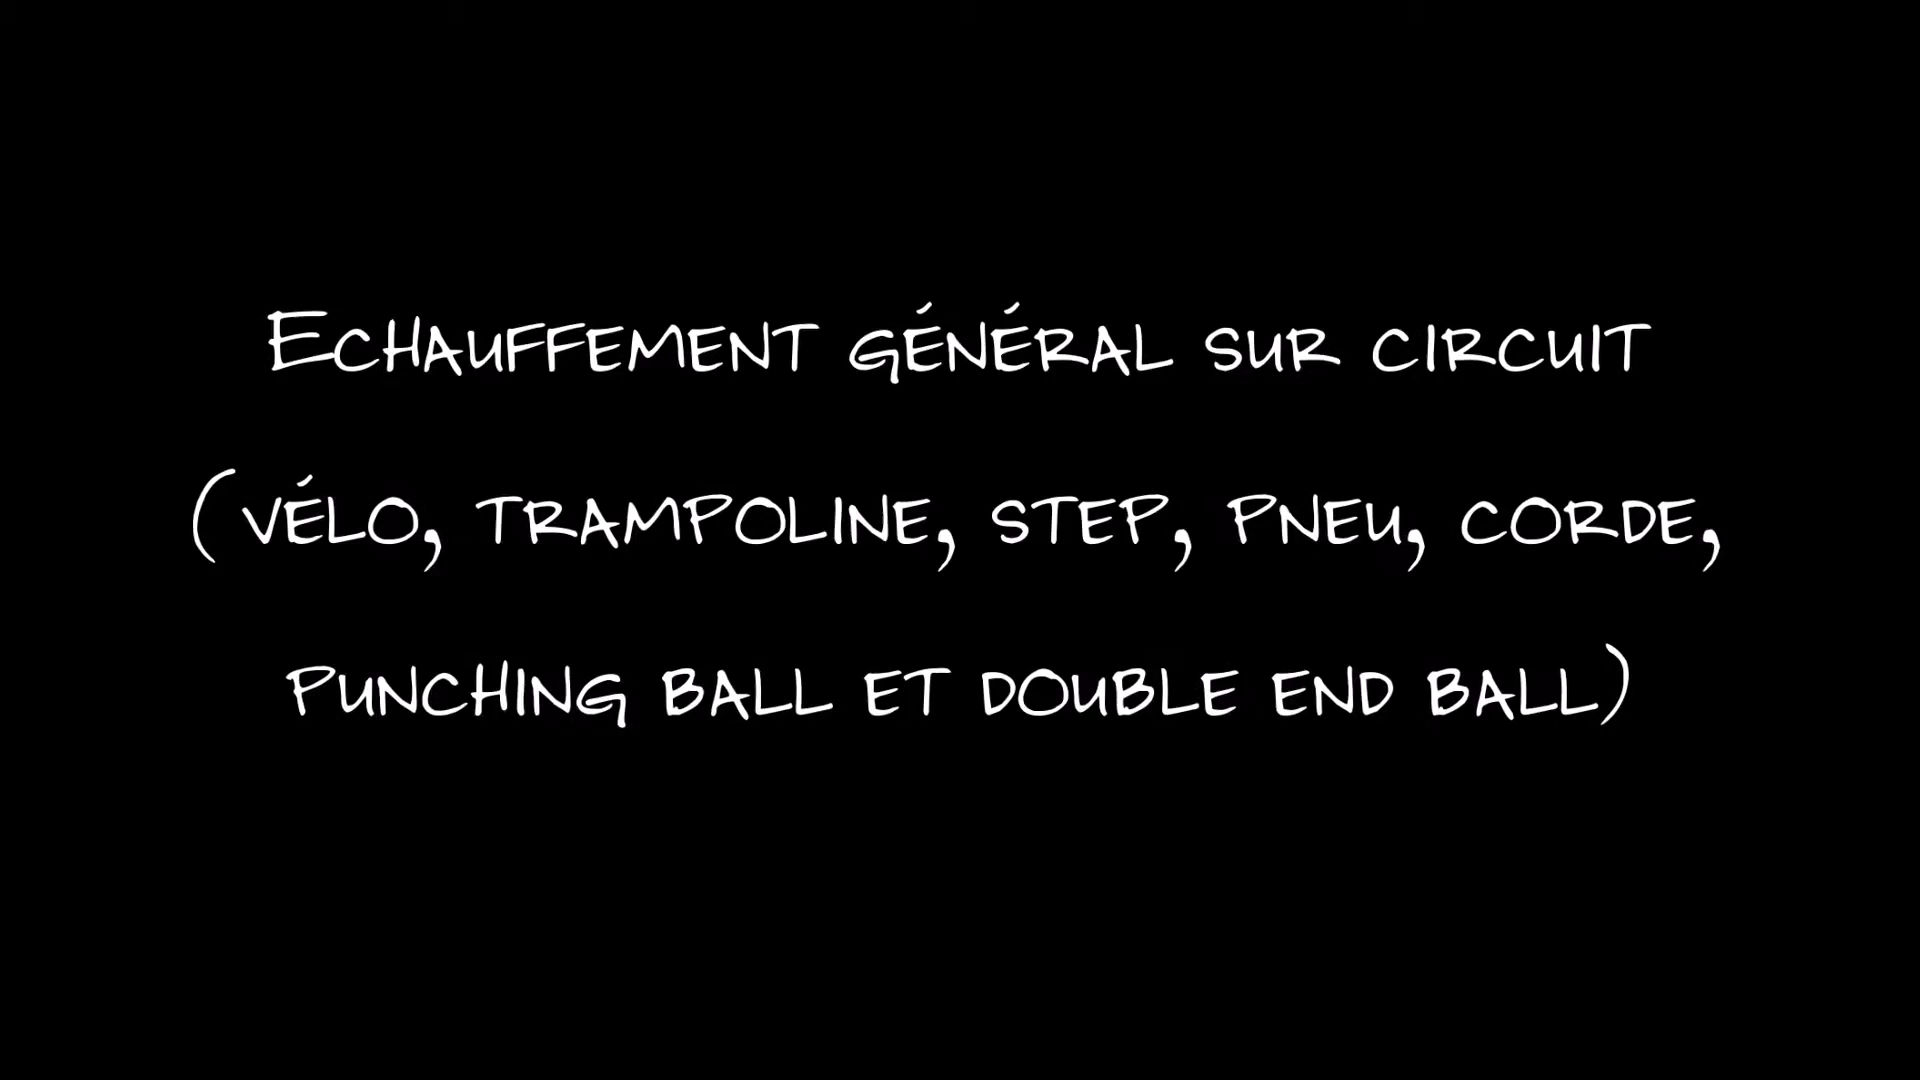 Echauffement général sur circuit
(vélo, trampoline, step, pneu, corde,
punching ball et double end ball)